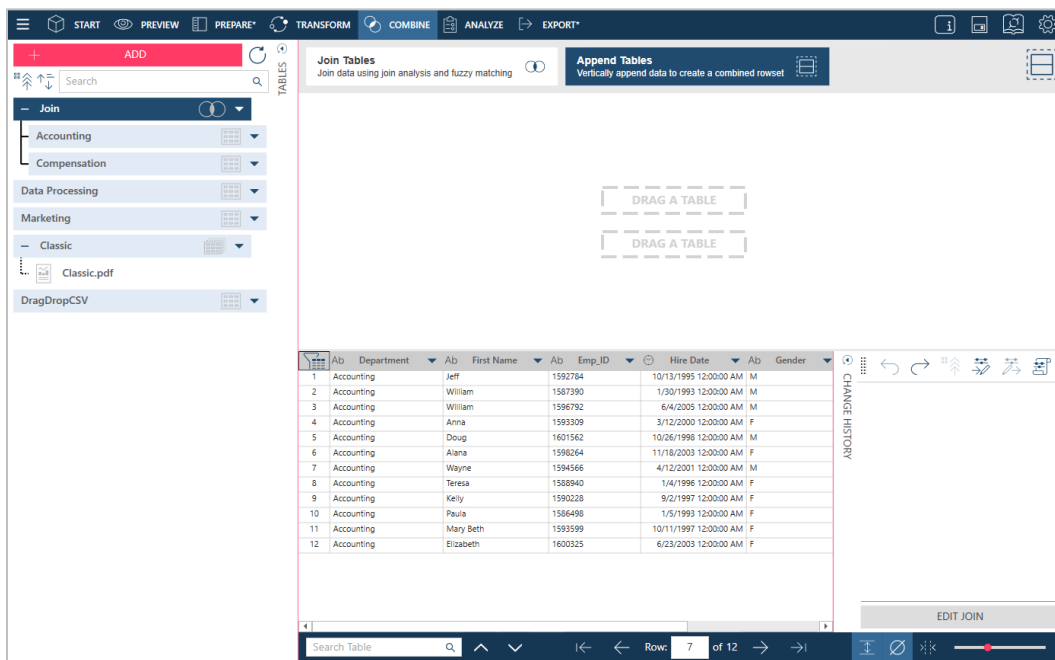 START PREVIEW PREPARE* TRANSFORM COMBINE ANALYZE EXPORT*
ADD
TABLES
Search
Join
Accounting
Compensation
Data Processing
Marketing
Classic
Classic.pdf
DragDropCSV
Join Tables
Join data using join analysis and fuzzy matching
Append Tables
Vertically append data to create a combined rowset
DRAG A TABLE
DRAG A TABLE
Ab Department Ab First Name Ab Emp_ID Hire Date Ab Gender
1 Accounting Jeff 1592784 10/13/1995 12:00:00 AM M
2 Accounting William 1587390 1/30/1993 12:00:00 AM M
3 Accounting William 1596792 6/4/2005 12:00:00 AM M
4 Accounting Anna 1593309 3/12/2000 12:00:00 AM F
5 Accounting Doug 1601562 10/26/1998 12:00:00 AM M
6 Accounting Alana 1598264 11/18/2003 12:00:00 AM F
7 Accounting Wayne 1594566 4/12/2001 12:00:00 AM M
8 Accounting Teresa 1588940 1/4/1996 12:00:00 AM F
9 Accounting Kelly 1590228 9/2/1997 12:00:00 AM F
10 Accounting Paula 1586498 1/5/1993 12:00:00 AM F
11 Accounting Mary Beth 1593599 10/11/1997 12:00:00 AM F
12 Accounting Elizabeth 1600325 6/23/2003 12:00:00 AM F
CHANGE HISTORY
EDIT JOIN
Search Table
Row: 7 of 12